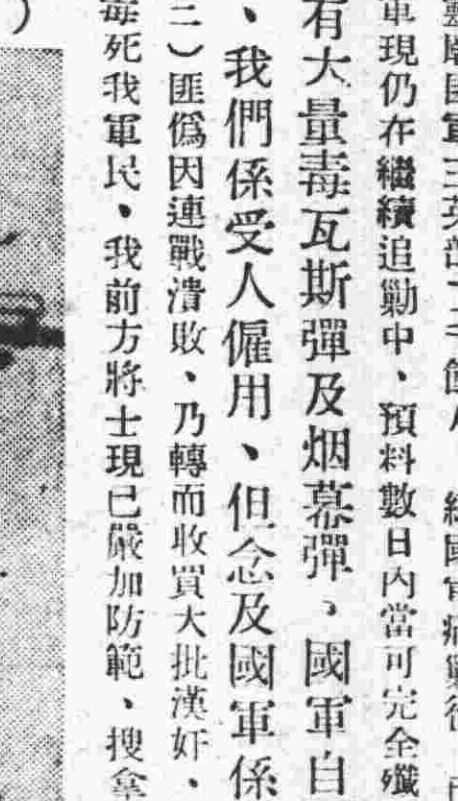 軍現仍在繼續追勦中、預料數日內當可完全殲
有大量毒瓦斯彈及烟幕彈、國軍自
、我們係受人僱用、但念及國軍係
二）匪僞因連戰潰敗、乃轉而收買大批漢奸、
毒死我軍民、我前方將士現已嚴加防範、搜拿
）